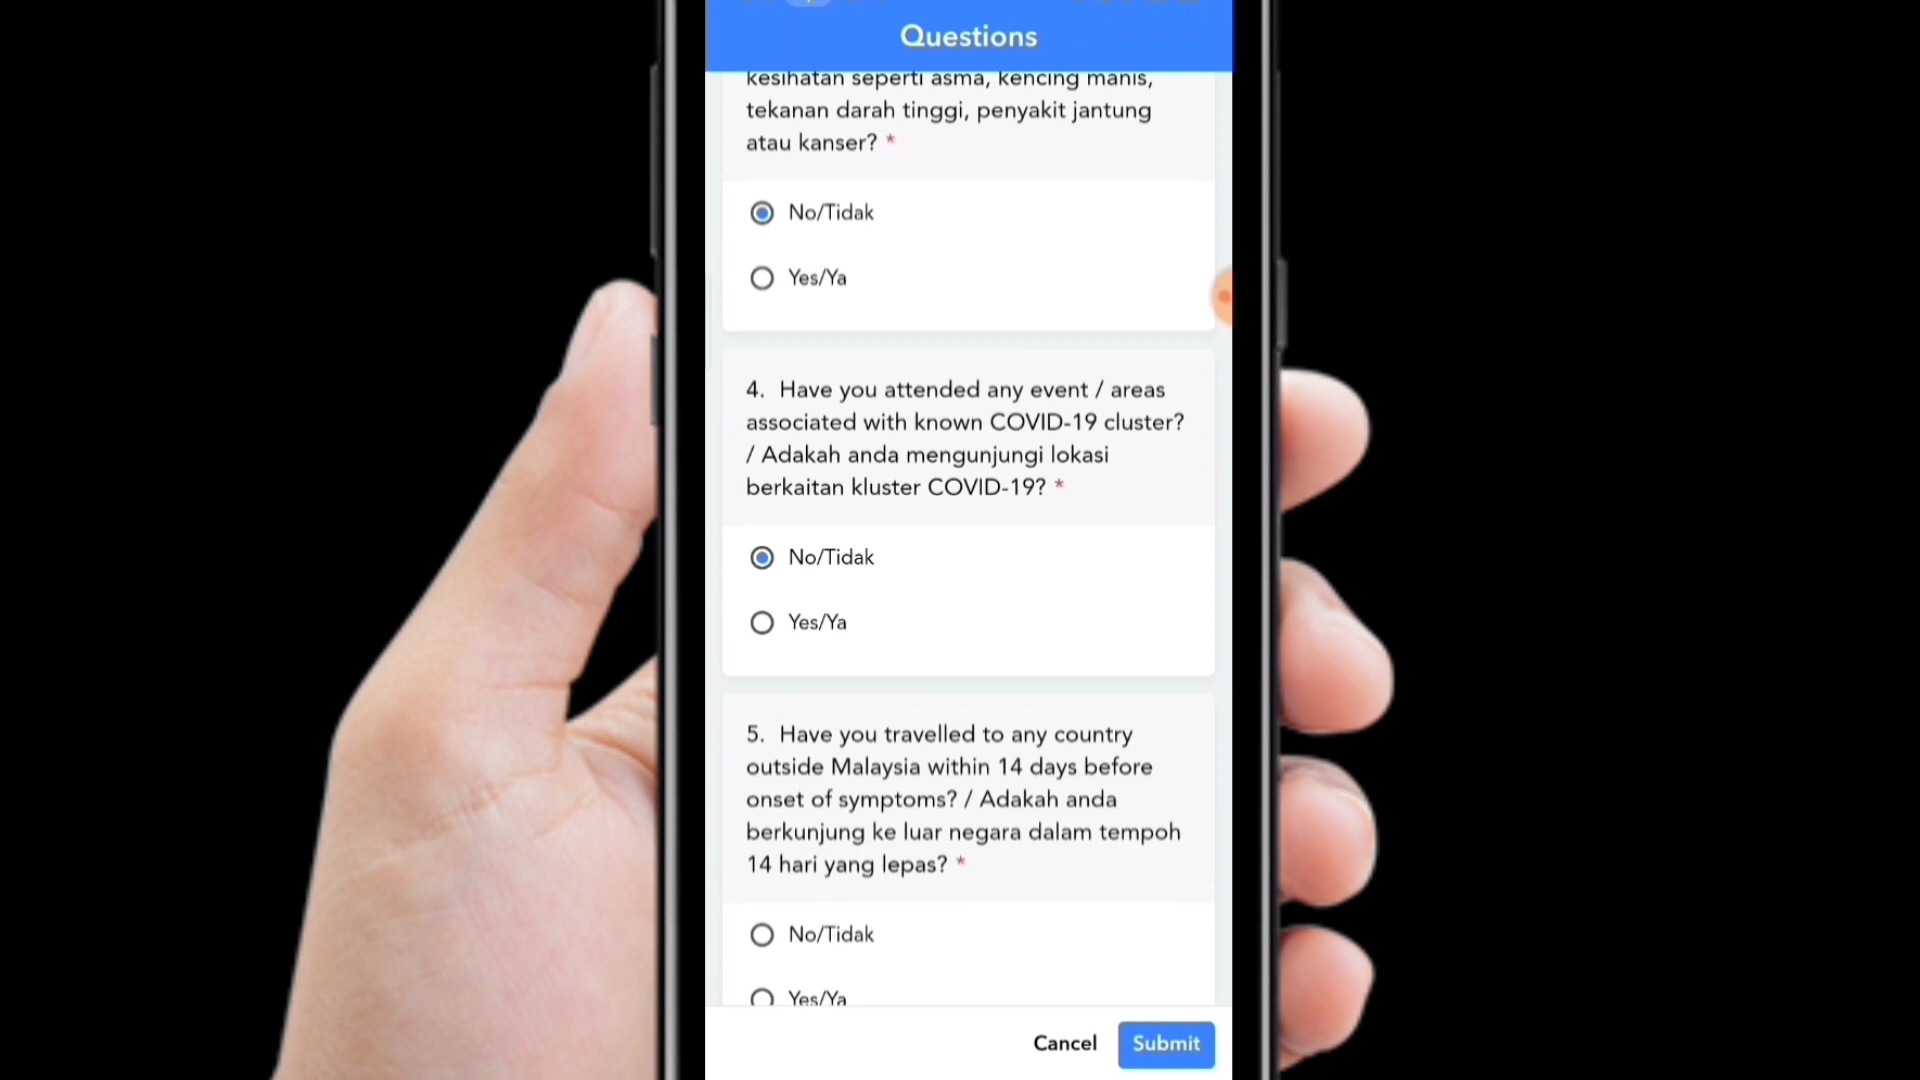 Questions
kesihatan seperti asma, kencing manis,
tekanan darah tinggi, penyakit jantung
atau kanser? *
No/Tidak
Yes/Ya
4. Have you attended any event / areas
associated with known COVID-19 cluster?
/ Adakah anda mengunjungi lokasi
berkaitan kluster COVID-19? *
No/Tidak
Yes/Ya
5. Have you travelled to any country
outside Malaysia within 14 days before
onset of symptoms? / Adakah anda
berkunjung ke luar negara dalam tempoh
14 hari yang lepas? *
No/Tidak
Yes/Ya
Cancel Submit